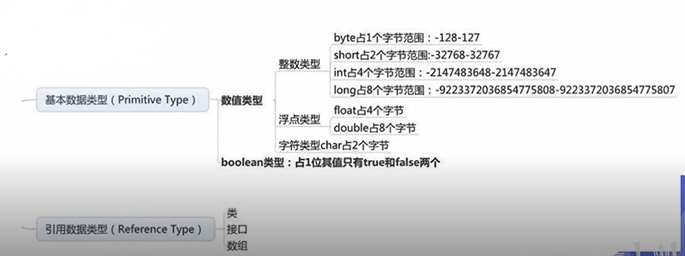 byte占1个字节范围：-128-127
short占2个字节范围:-32768-32767
整数类型
int占4个字节范围：-2147483648-2147483647
long占8个字节范围：-9223372036854775808-9223372036854775807
基本数据类型（Primitive Type）
数值类型
float占4个字节
浮点类型
double占8个字节
字符类型char占2个字节
boolean类型：占1位其值只有true和false两个
类
引用数据类型（Reference Type）
接口
数组